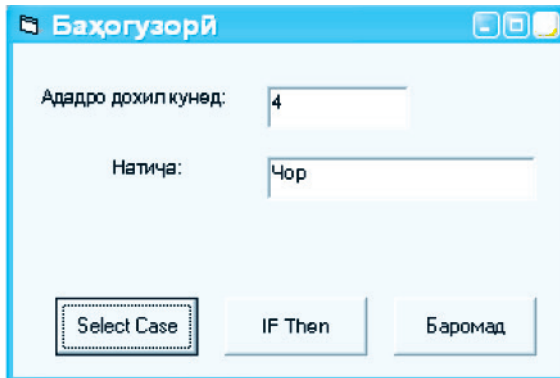 Баҳогузорӣ
Ададро дохил кунед: 4
Натиҷа: Чор
Select Case IF Then Баромад